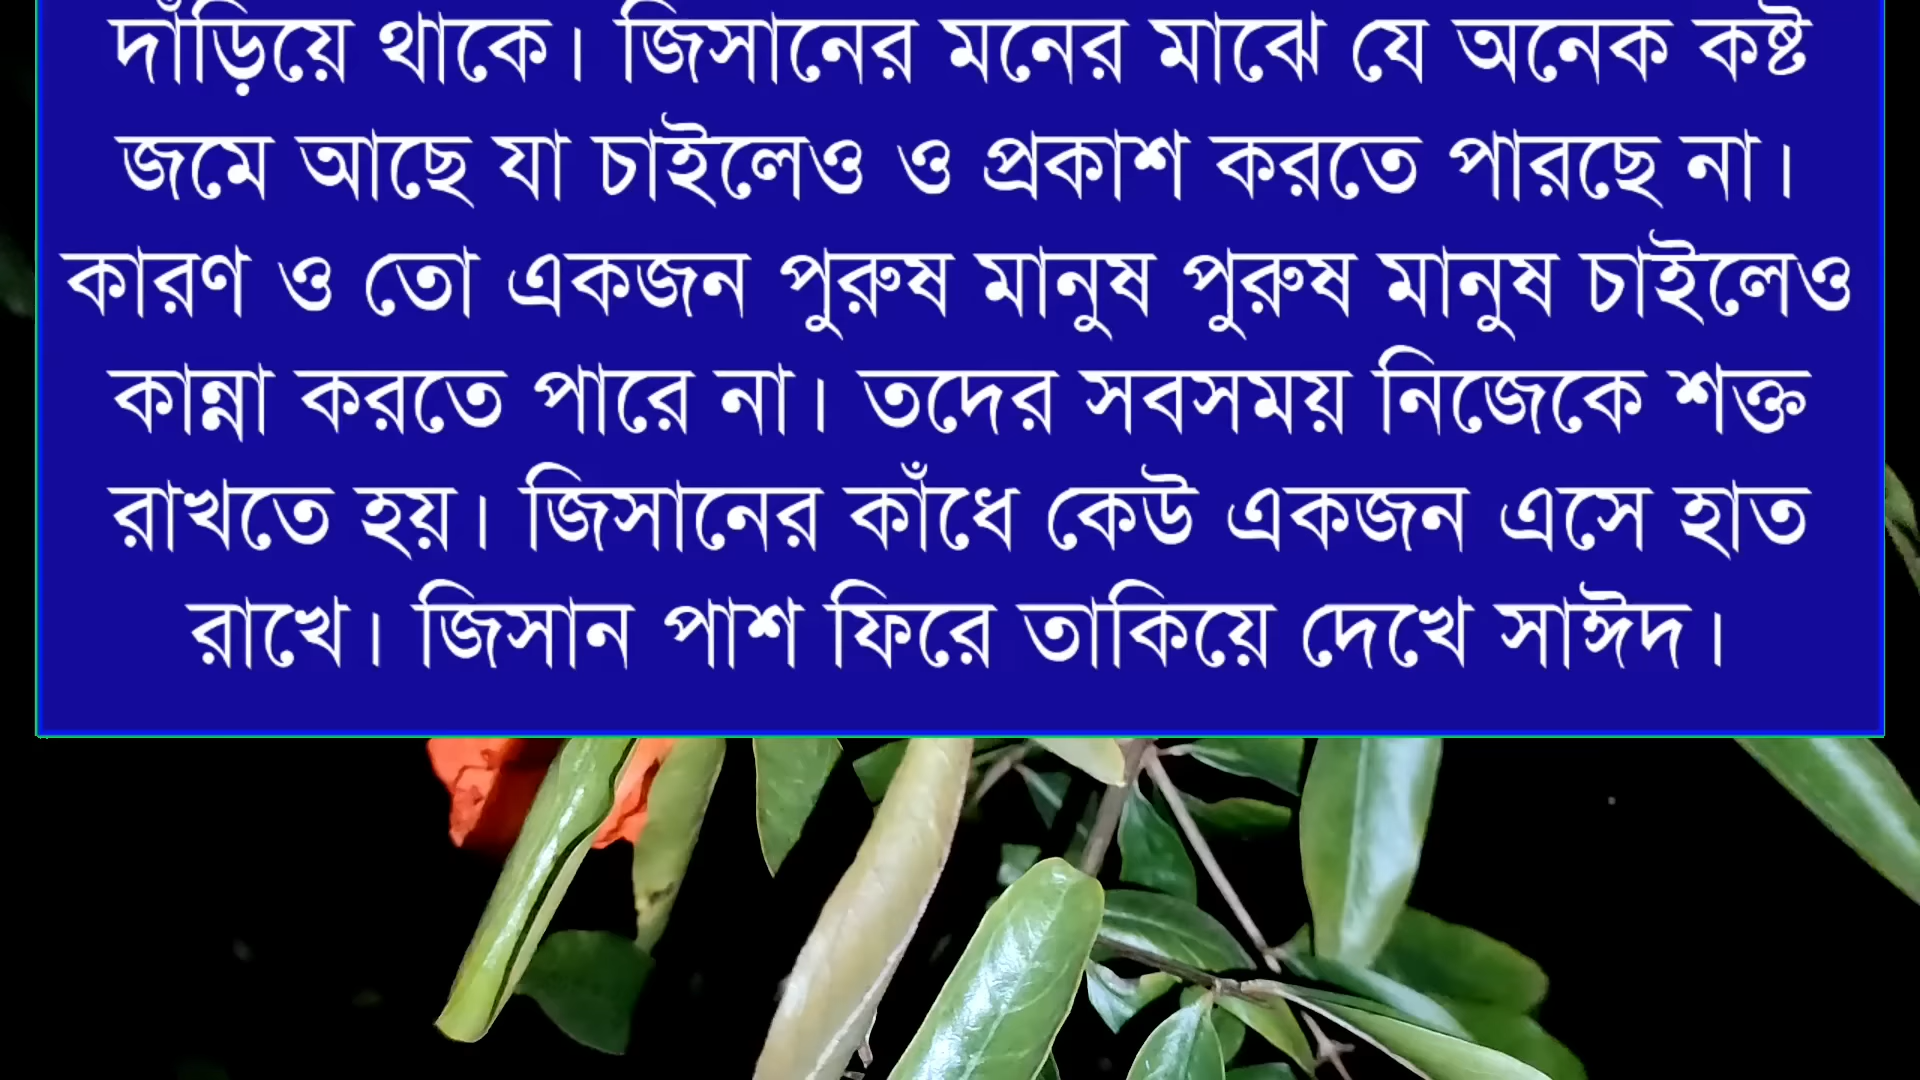 দাঁড়িয়ে থাকে। জিসানের মনের মাঝে যে অনেক কষ্ট
জমে আছে যা চাইলেও ও প্রকাশ করতে পারছে না।
কারণ ও তো একজন পুরুষ মানুষ পুরুষ মানুষ চাইলেও
কান্না করতে পারে না। তদের সবসময় নিজেকে শক্ত
রাখতে হয়। জিসানের কাঁধে কেউ একজন এসে হাত
রাখে। জিসান পাশ ফিরে তাকিয়ে দেখে সাঈদ।